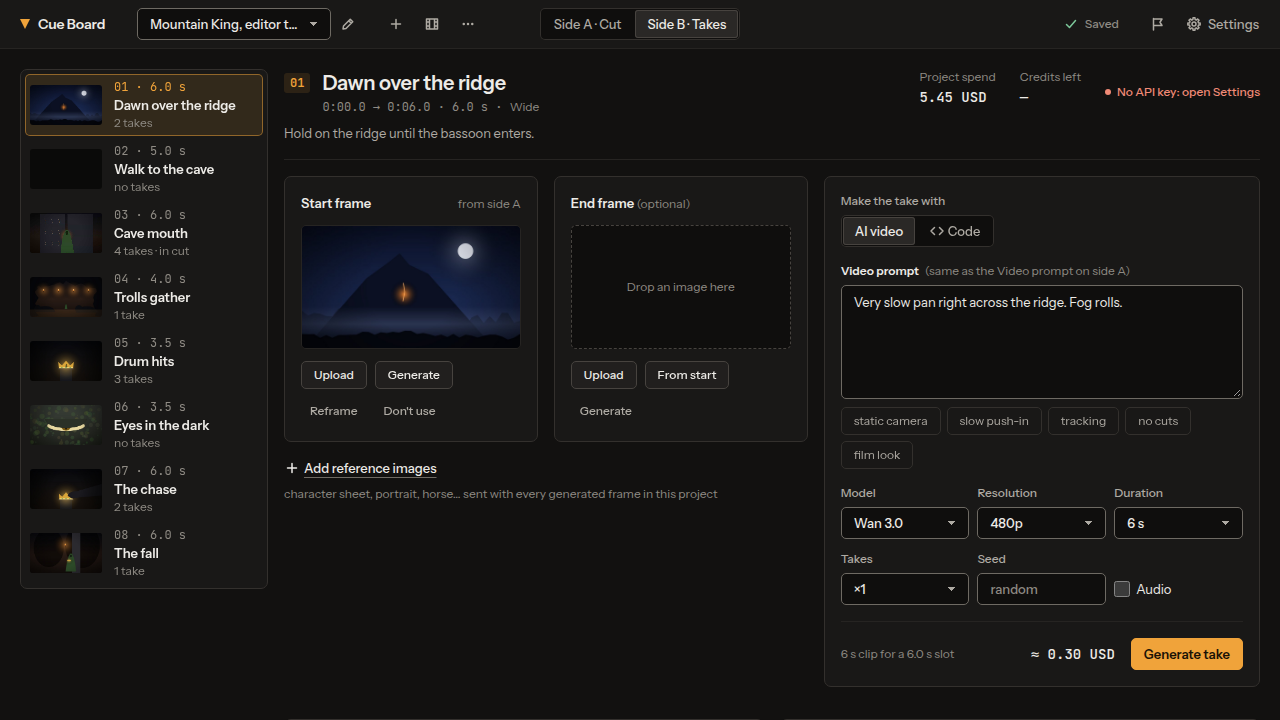 Cue Board
Mountain King, editor t...
Side A · Cut
Side B · Takes
Saved
Settings
01 · 6.0 s
Dawn over the ridge
2 takes
02 · 5.0 s
Walk to the cave
no takes
03 · 6.0 s
Cave mouth
4 takes · in cut
04 · 4.0 s
Trolls gather
1 take
05 · 3.5 s
Drum hits
3 takes
06 · 3.5 s
Eyes in the dark
no takes
07 · 6.0 s
The chase
2 takes
08 · 6.0 s
The fall
1 take
01 Dawn over the ridge
0:00.0 → 0:06.0 · 6.0 s · Wide
Hold on the ridge until the bassoon enters.
Project spend
5.45 USD
Credits left
—
No API key: open Settings
Start frame
from side A
Upload
Generate
Reframe
Don't use
End frame (optional)
Drop an image here
Upload
From start
Generate
Add reference images
character sheet, portrait, horse... sent with every generated frame in this project
Make the take with
AI video
<> Code
Video prompt (same as the Video prompt on side A)
Very slow pan right across the ridge. Fog rolls.
static camera
slow push-in
tracking
no cuts
film look
Model
Resolution
Duration
Wan 3.0
480p
6 s
Takes
Seed
×1
random
Audio
6 s clip for a 6.0 s slot
≈ 0.30 USD
Generate take